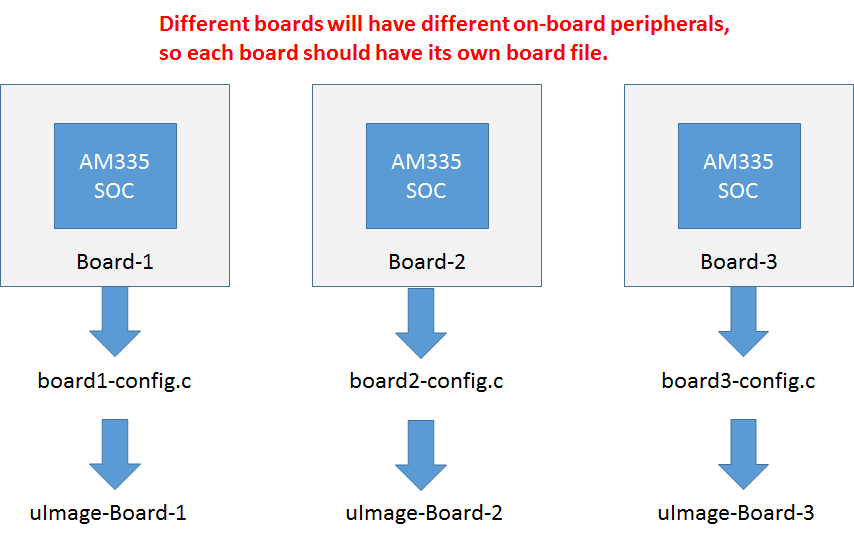 Different boards will have different on-board peripherals,
so each board should have its own board file.
AM335
SOC
Board-1
AM335
SOC
Board-2
AM335
SOC
Board-3
board1-config.c
board2-config.c
board3-config.c
uImage-Board-1
uImage-Board-2
uImage-Board-3